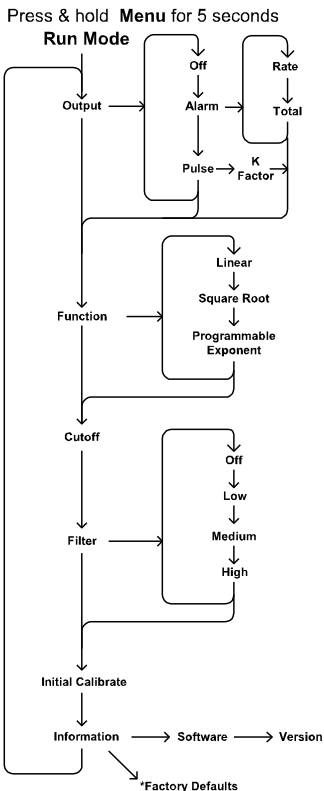 Press & hold Menu for 5 seconds
Run Mode
Off
Rate
Output
Alarm
Total
Pulse
K
Factor
Linear
Square Root
Function
Programmable
Exponent
Cutoff
Off
Low
Filter
Medium
High
Initial Calibrate
Information
Software
Version
*Factory Defaults